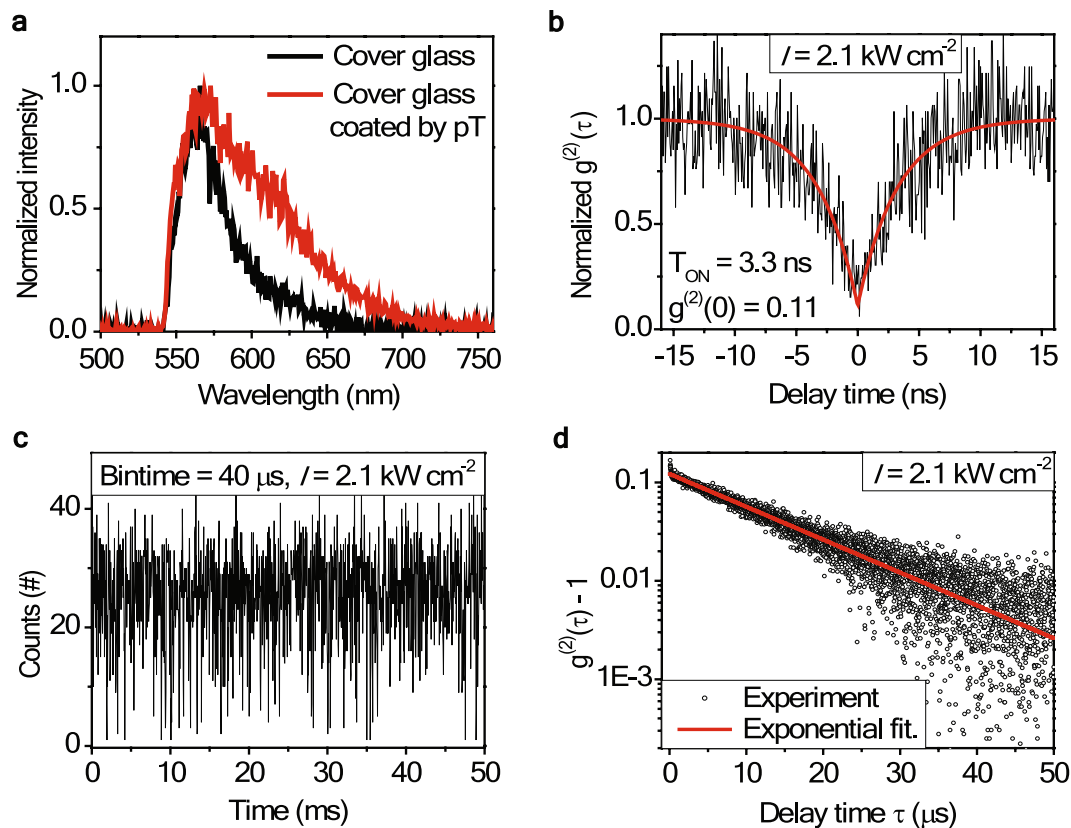 a
Cover glass
Cover glass
coated by pT
Normalized intensity
1.0
0.5
0.0
500 550 600 650 700 750
Wavelength (nm)
b
I = 2.1 kW cm⁻²
Normalized g⁽²⁾(τ)
1.0
0.5
0.0
T_ON = 3.3 ns
g⁽²⁾(0) = 0.11
-15 -10 -5 0 5 10 15
Delay time (ns)
c
Bintime = 40 μs, I = 2.1 kW cm⁻²
Counts (#)
40
20
0
0 10 20 30 40 50
Time (ms)
d
I = 2.1 kW cm⁻²
g⁽²⁾(τ) - 1
0.1
0.01
1E-3
Experiment
Exponential fit.
0 10 20 30 40 50
Delay time τ (μs)